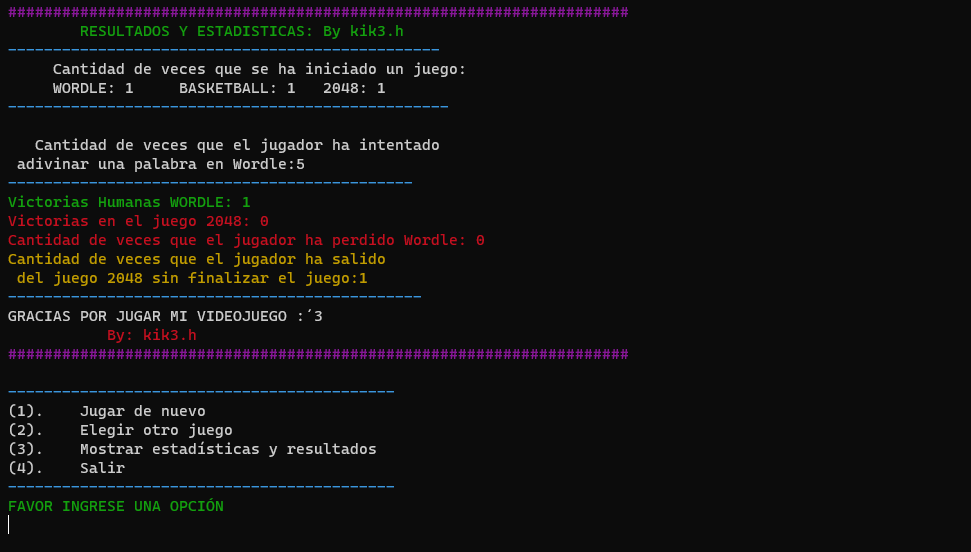 #####################################################################
RESULTADOS Y ESTADISTICAS: By kik3.h
------------------------------------------------
Cantidad de veces que se ha iniciado un juego:
WORDLE: 1     BASKETBALL: 1   2048: 1
-------------------------------------------------
Cantidad de veces que el jugador ha intentado
adivinar una palabra en Wordle:5
---------------------------------------------
Victorias Humanas WORDLE: 1
Victorias en el juego 2048: 0
Cantidad de veces que el jugador ha perdido Wordle: 0
Cantidad de veces que el jugador ha salido
del juego 2048 sin finalizar el juego:1
----------------------------------------------
GRACIAS POR JUGAR MI VIDEOJUEGO :´3
By: kik3.h
#####################################################################
-------------------------------------------
(1).    Jugar de nuevo
(2).    Elegir otro juego
(3).    Mostrar estadísticas y resultados
(4).    Salir
-------------------------------------------
FAVOR INGRESE UNA OPCIÓN